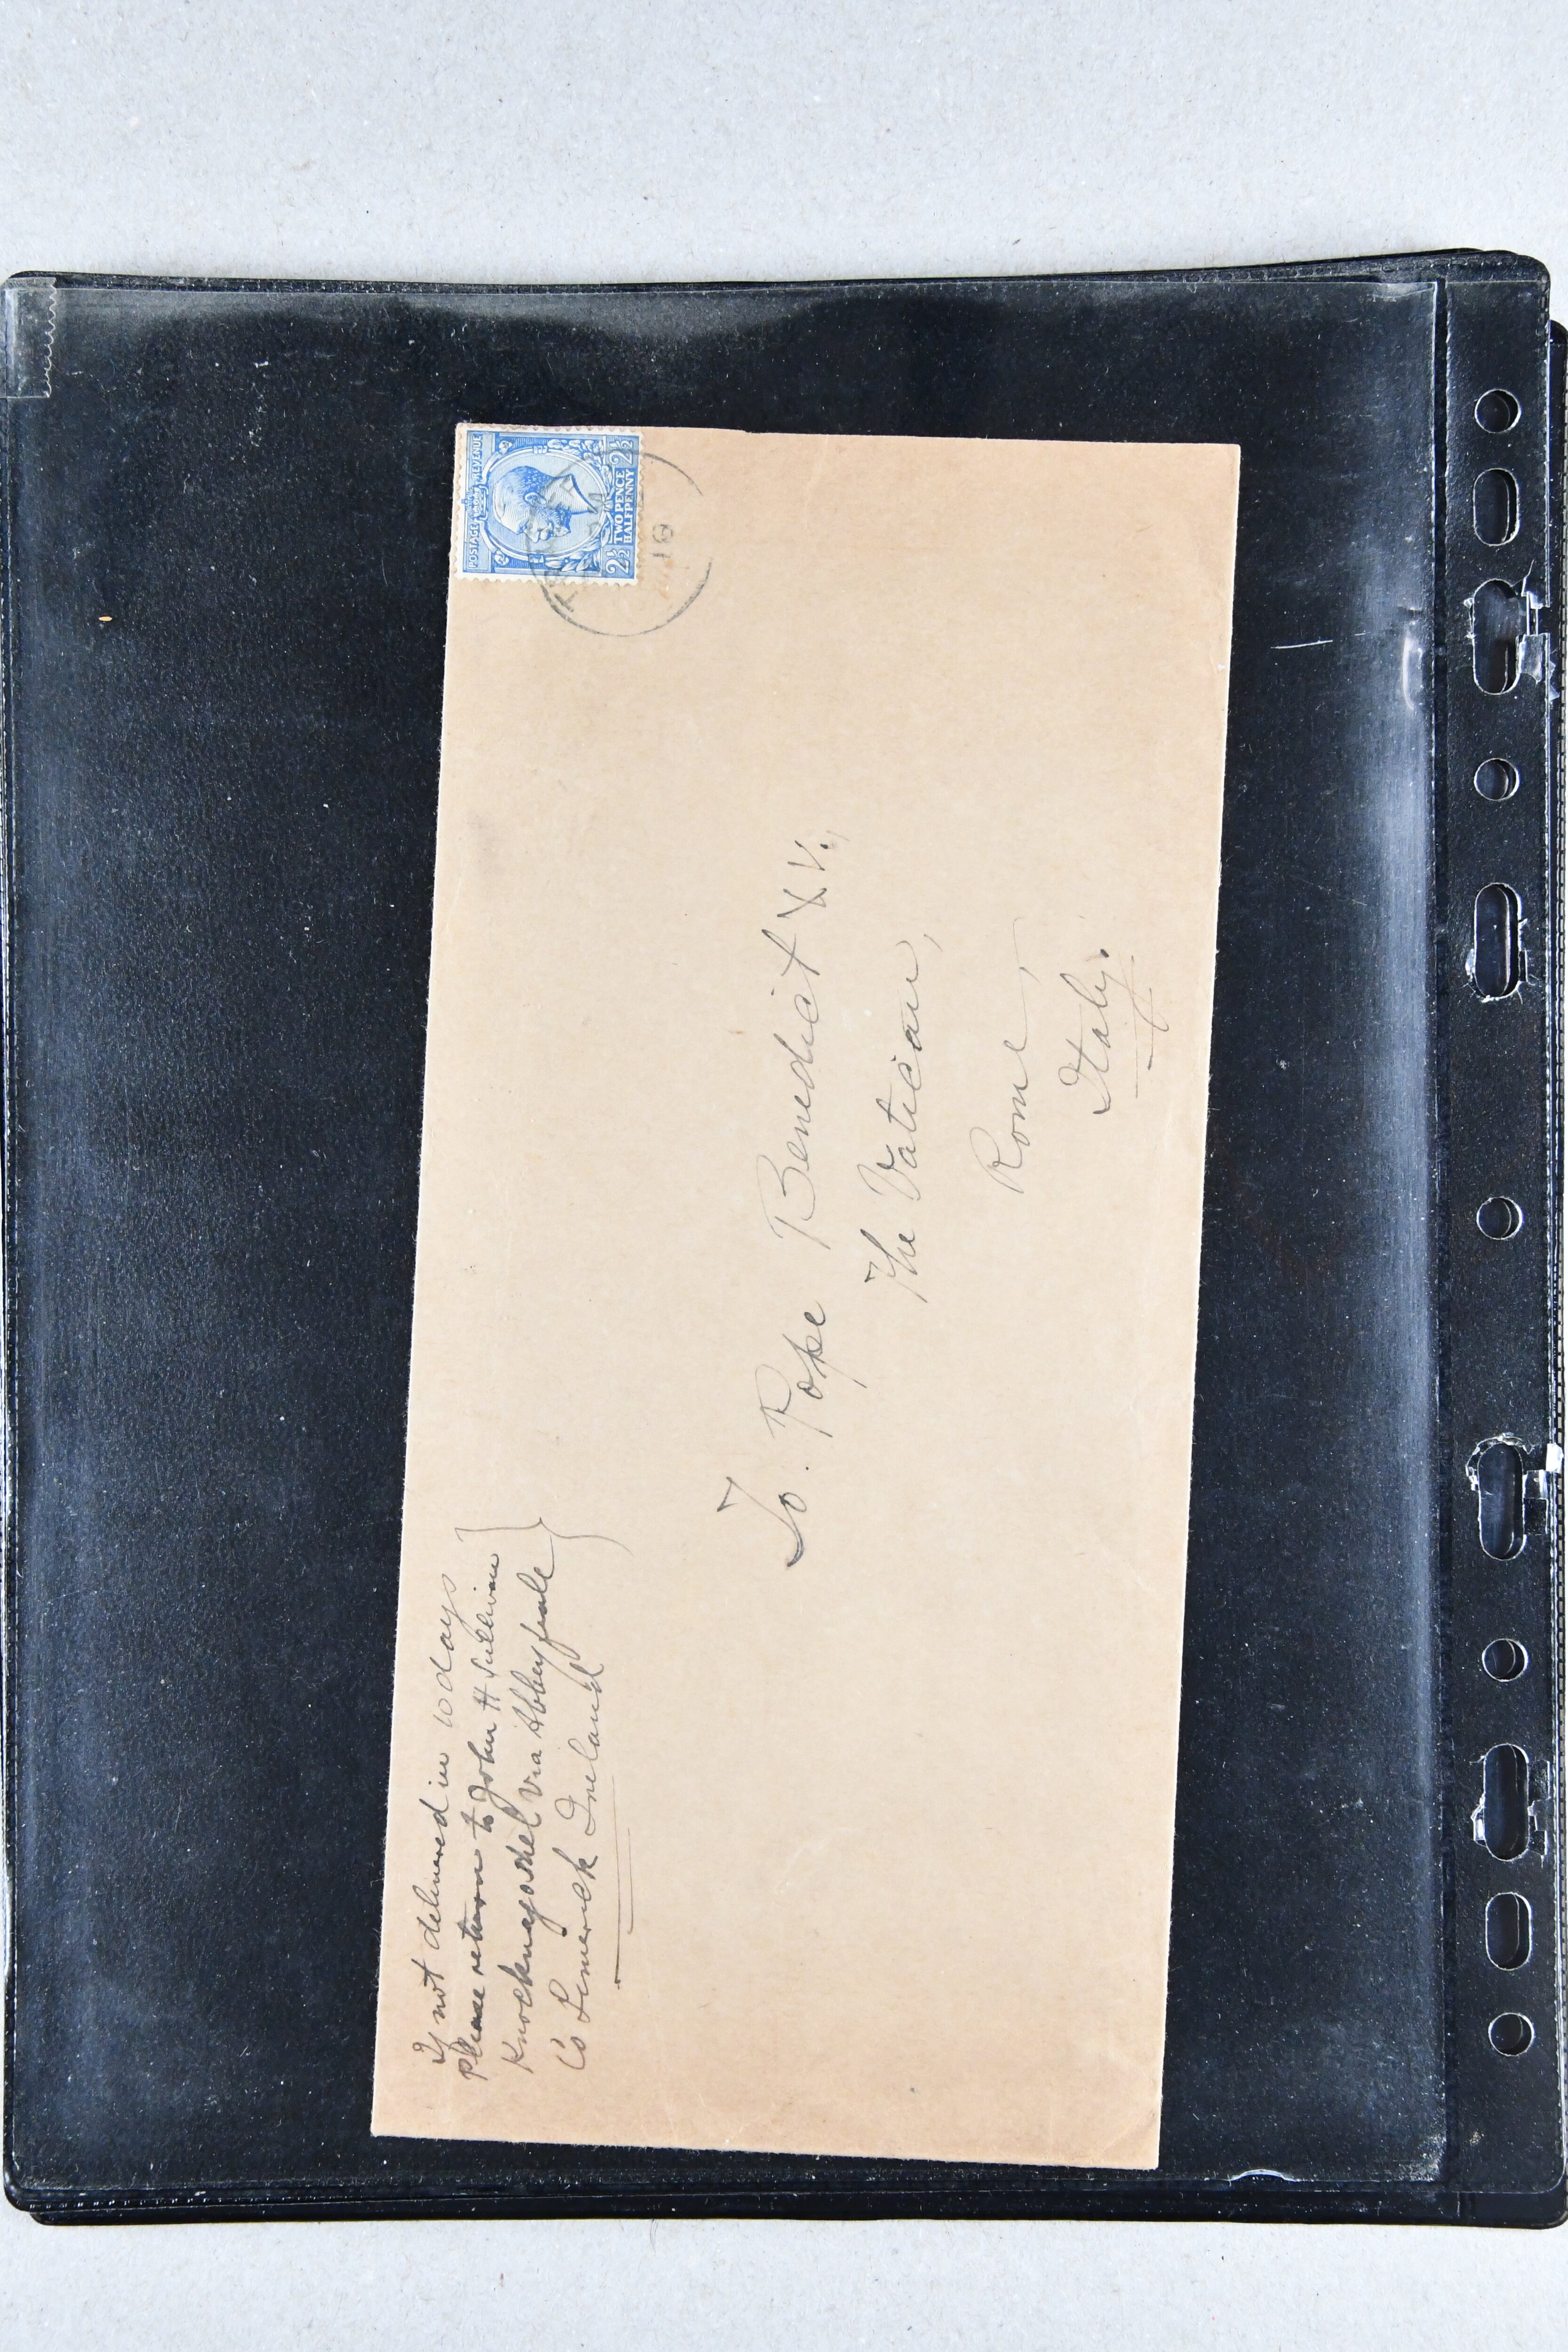 If not delivered in 10 days
Please return to John H Sullivan
Knocknagoshel Via Abbeyfeale
Co Limerick Ireland
POSTAGE REVENUE
2½ TWO PENCE HALFPENNY 2½
16
To. Pope Benedict XV.,
The Vatican,
Rome,
Italy.